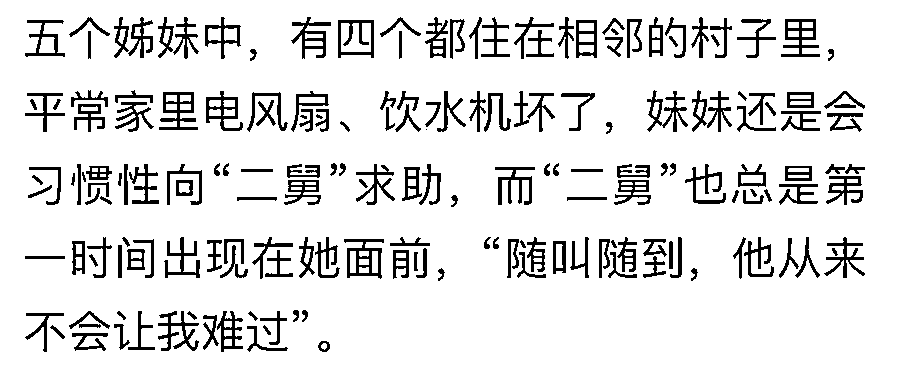 五个姊妹中，有四个都住在相邻的村子里，
平常家里电风扇、饮水机坏了，妹妹还是会
习惯性向“二舅”求助，而“二舅”也总是第
一时间出现在她面前，“随叫随到，他从来
不会让我难过”。